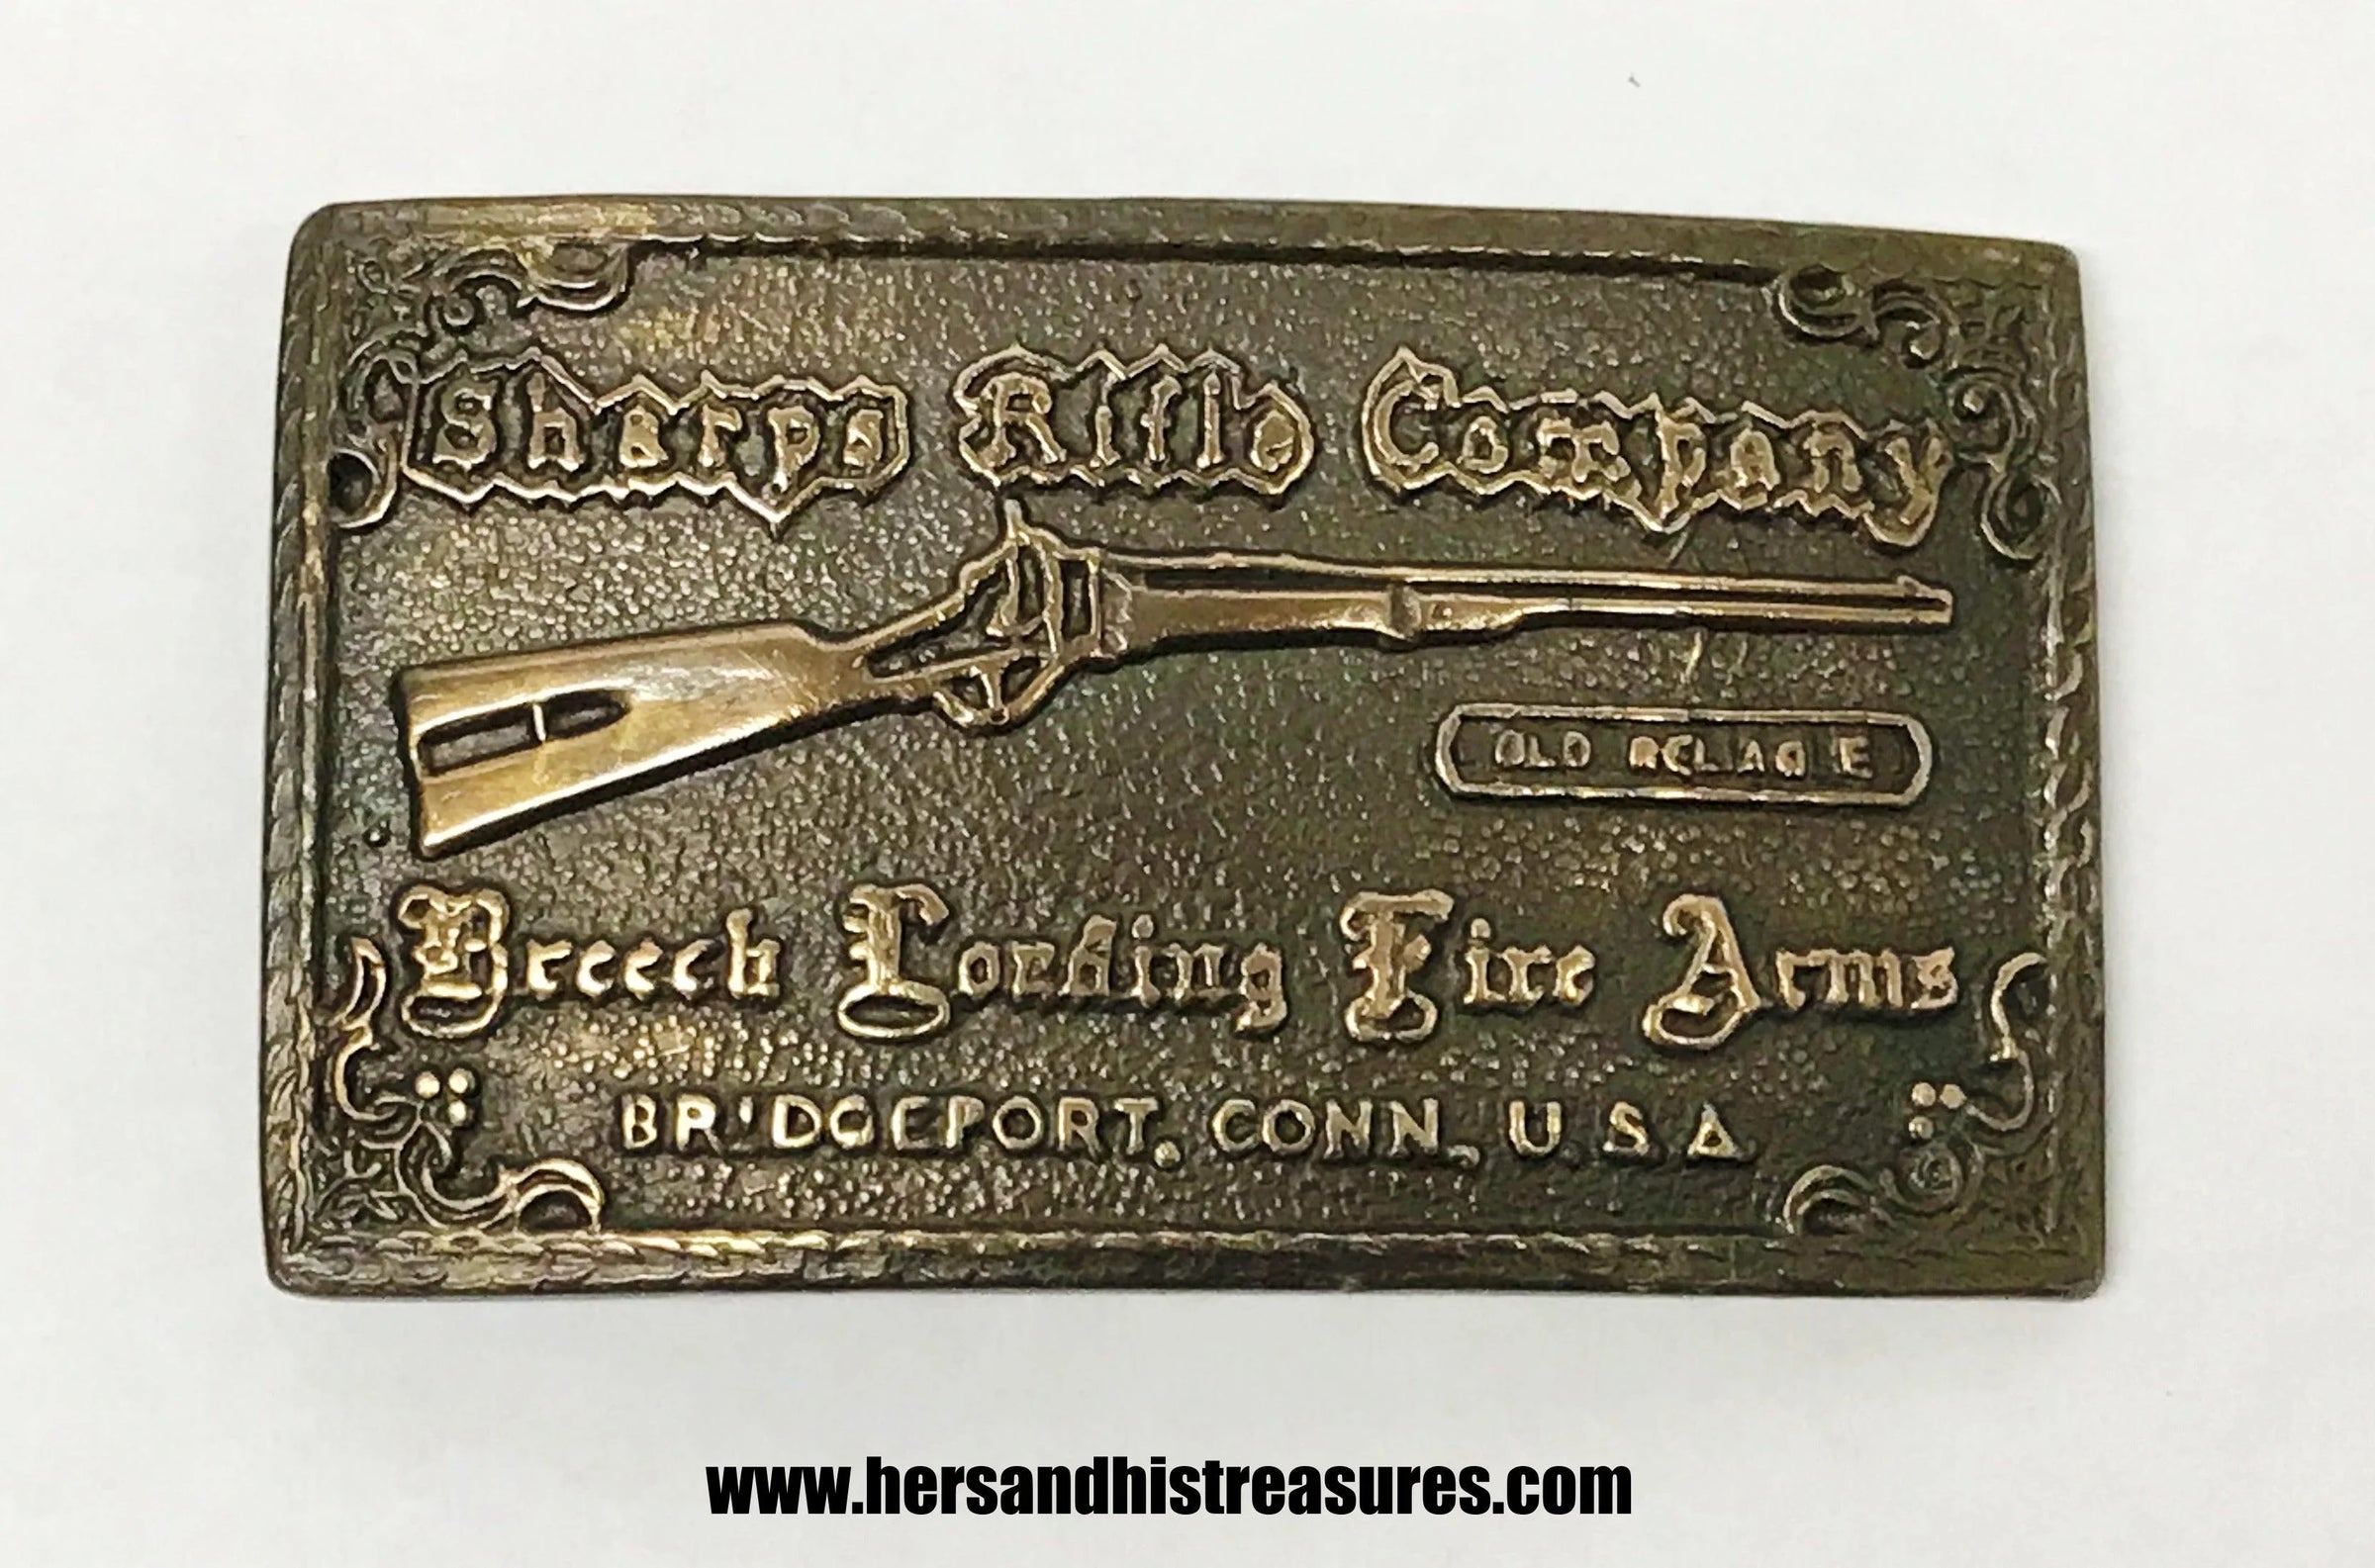 Sharps Rifle Company
OLD RELIABLE
Breech Loading Fire Arms
BRIDGEPORT, CONN, U.S.A
www.hersandhistreasures.com